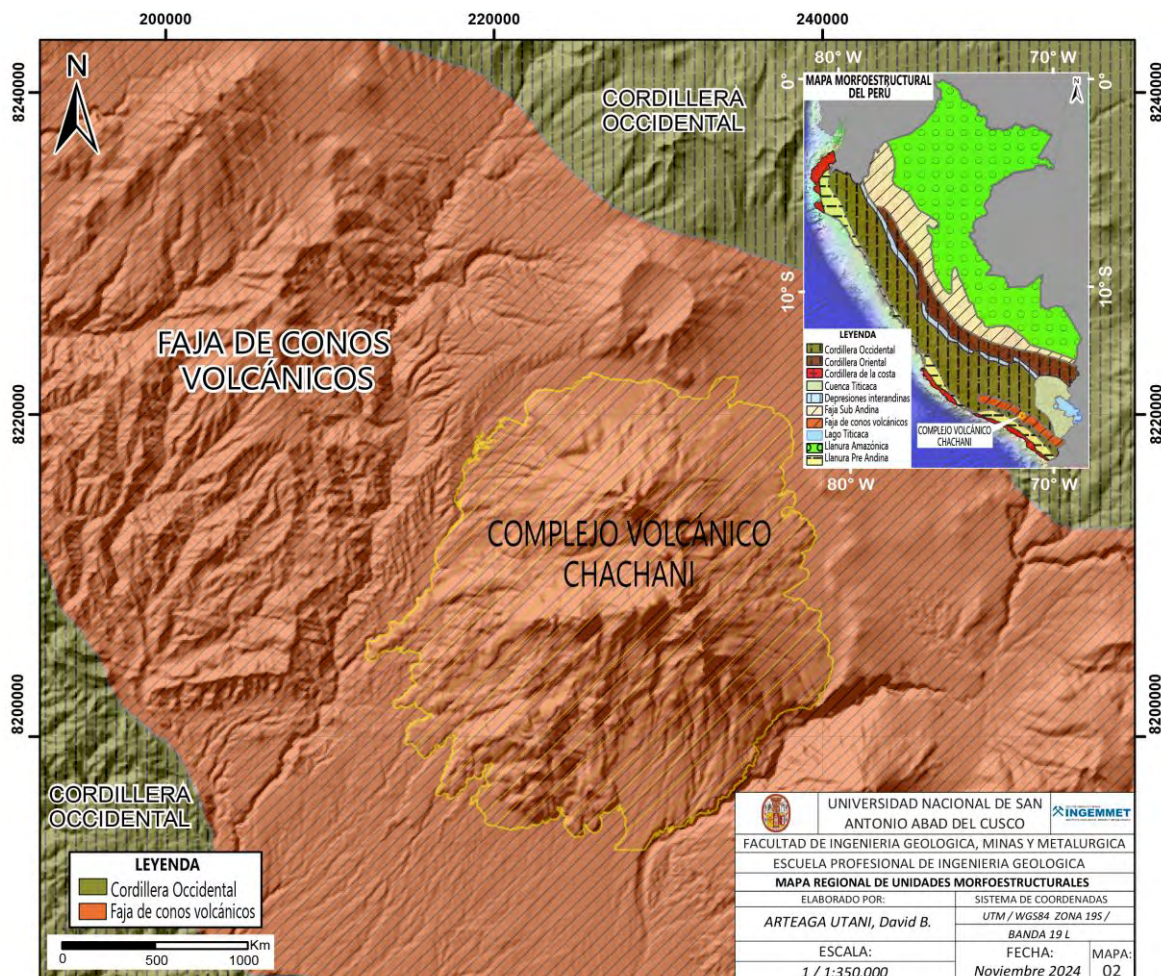 200000
220000
240000
8240000
8220000
8200000
8240000
8220000
8200000
N
CORDILLERA
OCCIDENTAL
FAJA DE CONOS
VOLCÁNICOS
COMPLEJO VOLCÁNICO
CHACHANI
CORDILLERA
OCCIDENTAL
80° W
70° W
MAPA MORFOESTRUCTURAL
DEL PERÚ
N
0°
0°
10° S
10° S
LEYENDA
Cordillera Occidental
Cordillera Oriental
Cordillera de la costa
Cuenca Titicaca
Depresiones interandinas
Faja Sub Andina
Faja de conos volcánicos
Lago Titicaca
Llanura Amazónica
Llanura Pre Andina
COMPLEJO VOLCÁNICO
CHACHANI
80° W
70° W
LEYENDA
Cordillera Occidental
Faja de conos volcánicos
0
500
1000
Km
UNIVERSIDAD NACIONAL DE SAN
ANTONIO ABAD DEL CUSCO
INGEMMET
FACULTAD DE INGENIERIA GEOLOGICA, MINAS Y METALURGICA
ESCUELA PROFESIONAL DE INGENIERIA GEOLOGICA
MAPA REGIONAL DE UNIDADES MORFOESTRUCTURALES
ELABORADO POR:
ARTEAGA UTANI, David B.
SISTEMA DE COORDENADAS
UTM / WGS84 ZONA 19S /
BANDA 19 L
ESCALA:
1 / 1:350.000
FECHA:
Noviembre 2024
MAPA:
02